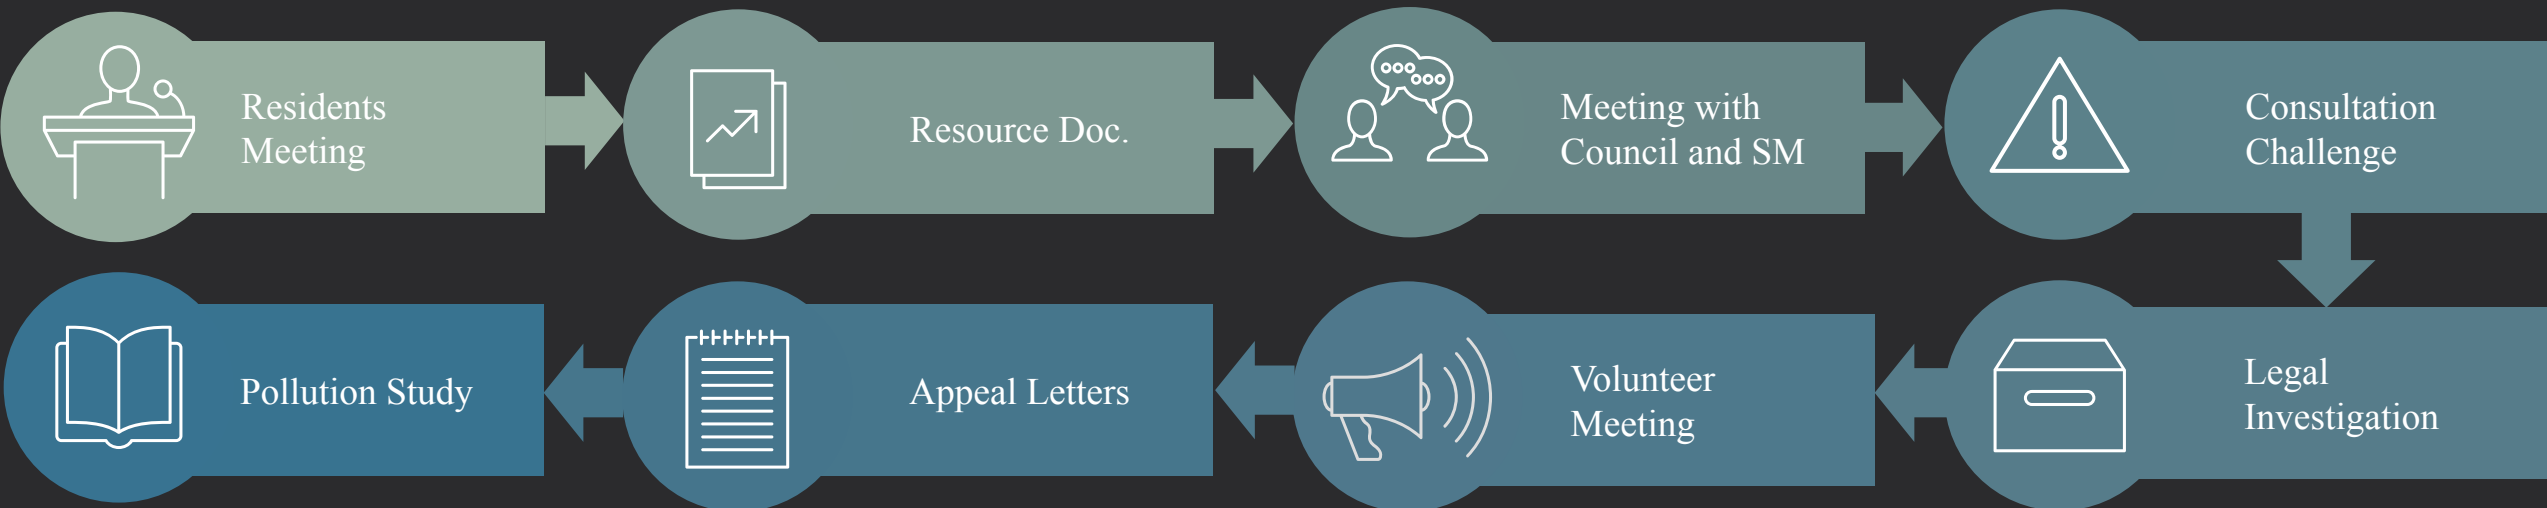 Residents
Meeting
Resource Doc.
Meeting with
Council and SM
Consultation
Challenge
Legal
Investigation
Volunteer
Meeting
Appeal Letters
Pollution Study